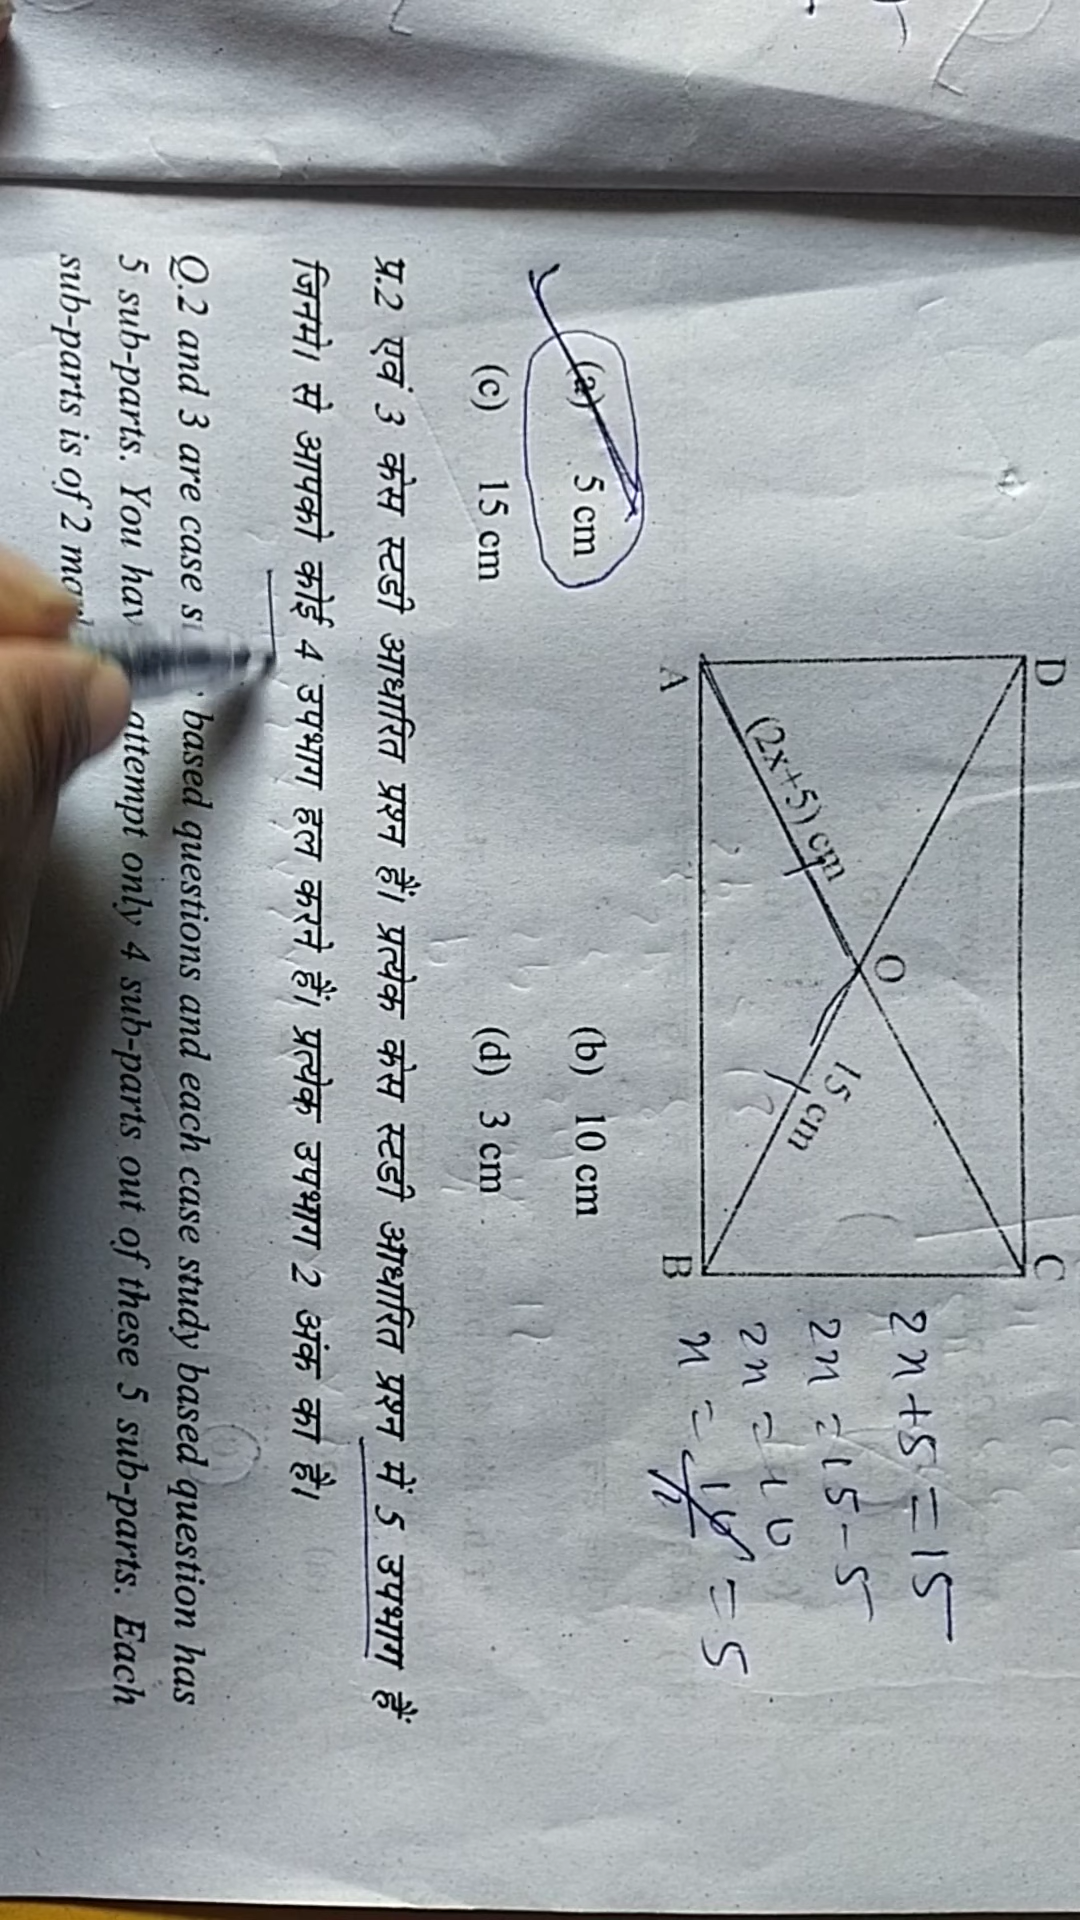 D
C
O
(2x+5) cm
15 cm
A
B
2x+5=15
2x=15-5
2x=10
x=10/2=5
(a) 5 cm
(b) 10 cm
(c) 15 cm
(d) 3 cm
प्र.2 एवं 3 केस स्टडी आधारित प्रश्न हैं। प्रत्येक केस स्टडी आधारित प्रश्न में 5 उपभाग हैं
जिनमे। से आपको कोई 4 उपभाग हल करने हैं। प्रत्येक उपभाग 2 अंक का है।
Q.2 and 3 are case based questions and each case study based question has
5 sub-parts. You attempt only 4 sub-parts out of these 5 sub-parts. Each
sub-parts is of 2